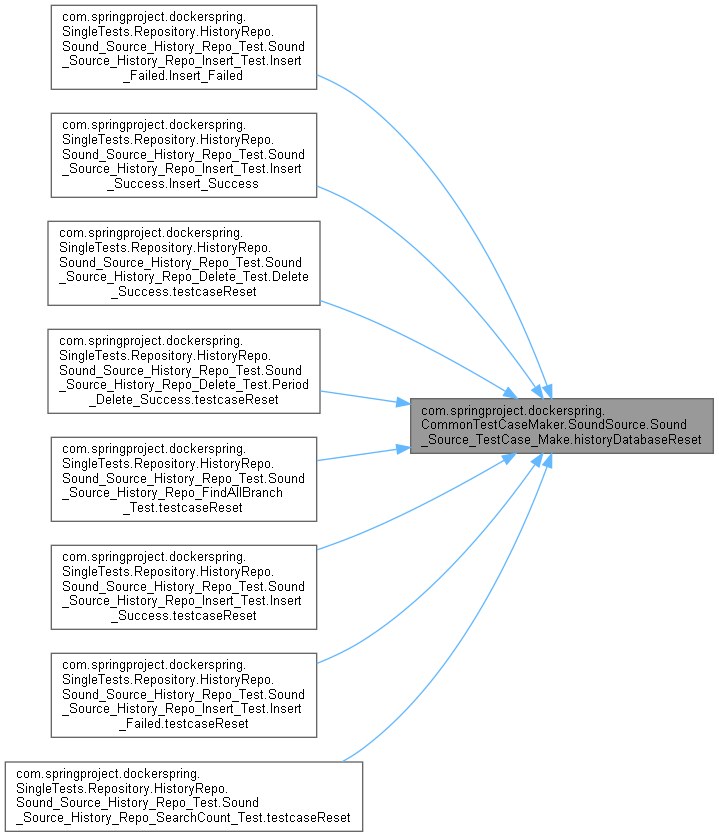 com.springproject.dockerspring.
SingleTests.Repository.HistoryRepo.
Sound_Source_History_Repo_Test.Sound
_Source_History_Repo_Insert_Test.Insert
_Failed.Insert_Failed
com.springproject.dockerspring.
SingleTests.Repository.HistoryRepo.
Sound_Source_History_Repo_Test.Sound
_Source_History_Repo_Insert_Test.Insert
_Success.Insert_Success
com.springproject.dockerspring.
SingleTests.Repository.HistoryRepo.
Sound_Source_History_Repo_Test.Sound
_Source_History_Repo_Delete_Test.Delete
_Success.testcaseReset
com.springproject.dockerspring.
SingleTests.Repository.HistoryRepo.
Sound_Source_History_Repo_Test.Sound
_Source_History_Repo_Delete_Test.Period
_Delete_Success.testcaseReset
com.springproject.dockerspring.
CommonTestCaseMaker.SoundSource.Sound
_Source_TestCase_Make.historyDatabaseReset
com.springproject.dockerspring.
SingleTests.Repository.HistoryRepo.
Sound_Source_History_Repo_Test.Sound
_Source_History_Repo_FindAllBranch
_Test.testcaseReset
com.springproject.dockerspring.
SingleTests.Repository.HistoryRepo.
Sound_Source_History_Repo_Test.Sound
_Source_History_Repo_Insert_Test.Insert
_Success.testcaseReset
com.springproject.dockerspring.
SingleTests.Repository.HistoryRepo.
Sound_Source_History_Repo_Test.Sound
_Source_History_Repo_Insert_Test.Insert
_Failed.testcaseReset
com.springproject.dockerspring.
SingleTests.Repository.HistoryRepo.
Sound_Source_History_Repo_Test.Sound
_Source_History_Repo_SearchCount_Test.testcaseReset